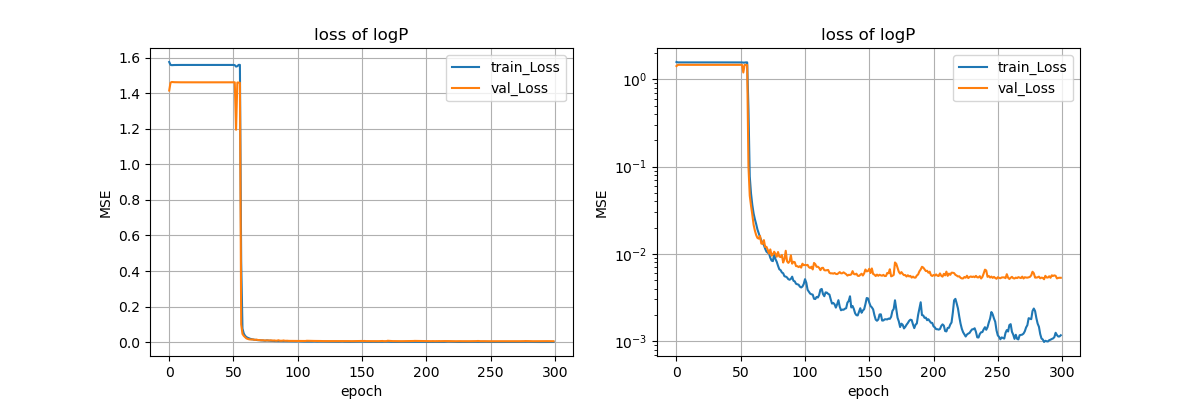 loss of logP
train_Loss
val_Loss
MSE
1.6
1.4
1.2
1.0
0.8
0.6
0.4
0.2
0.0
0 50 100 150 200 250 300
epoch
loss of logP
train_Loss
val_Loss
MSE
10⁰
10⁻¹
10⁻²
10⁻³
0 50 100 150 200 250 300
epoch